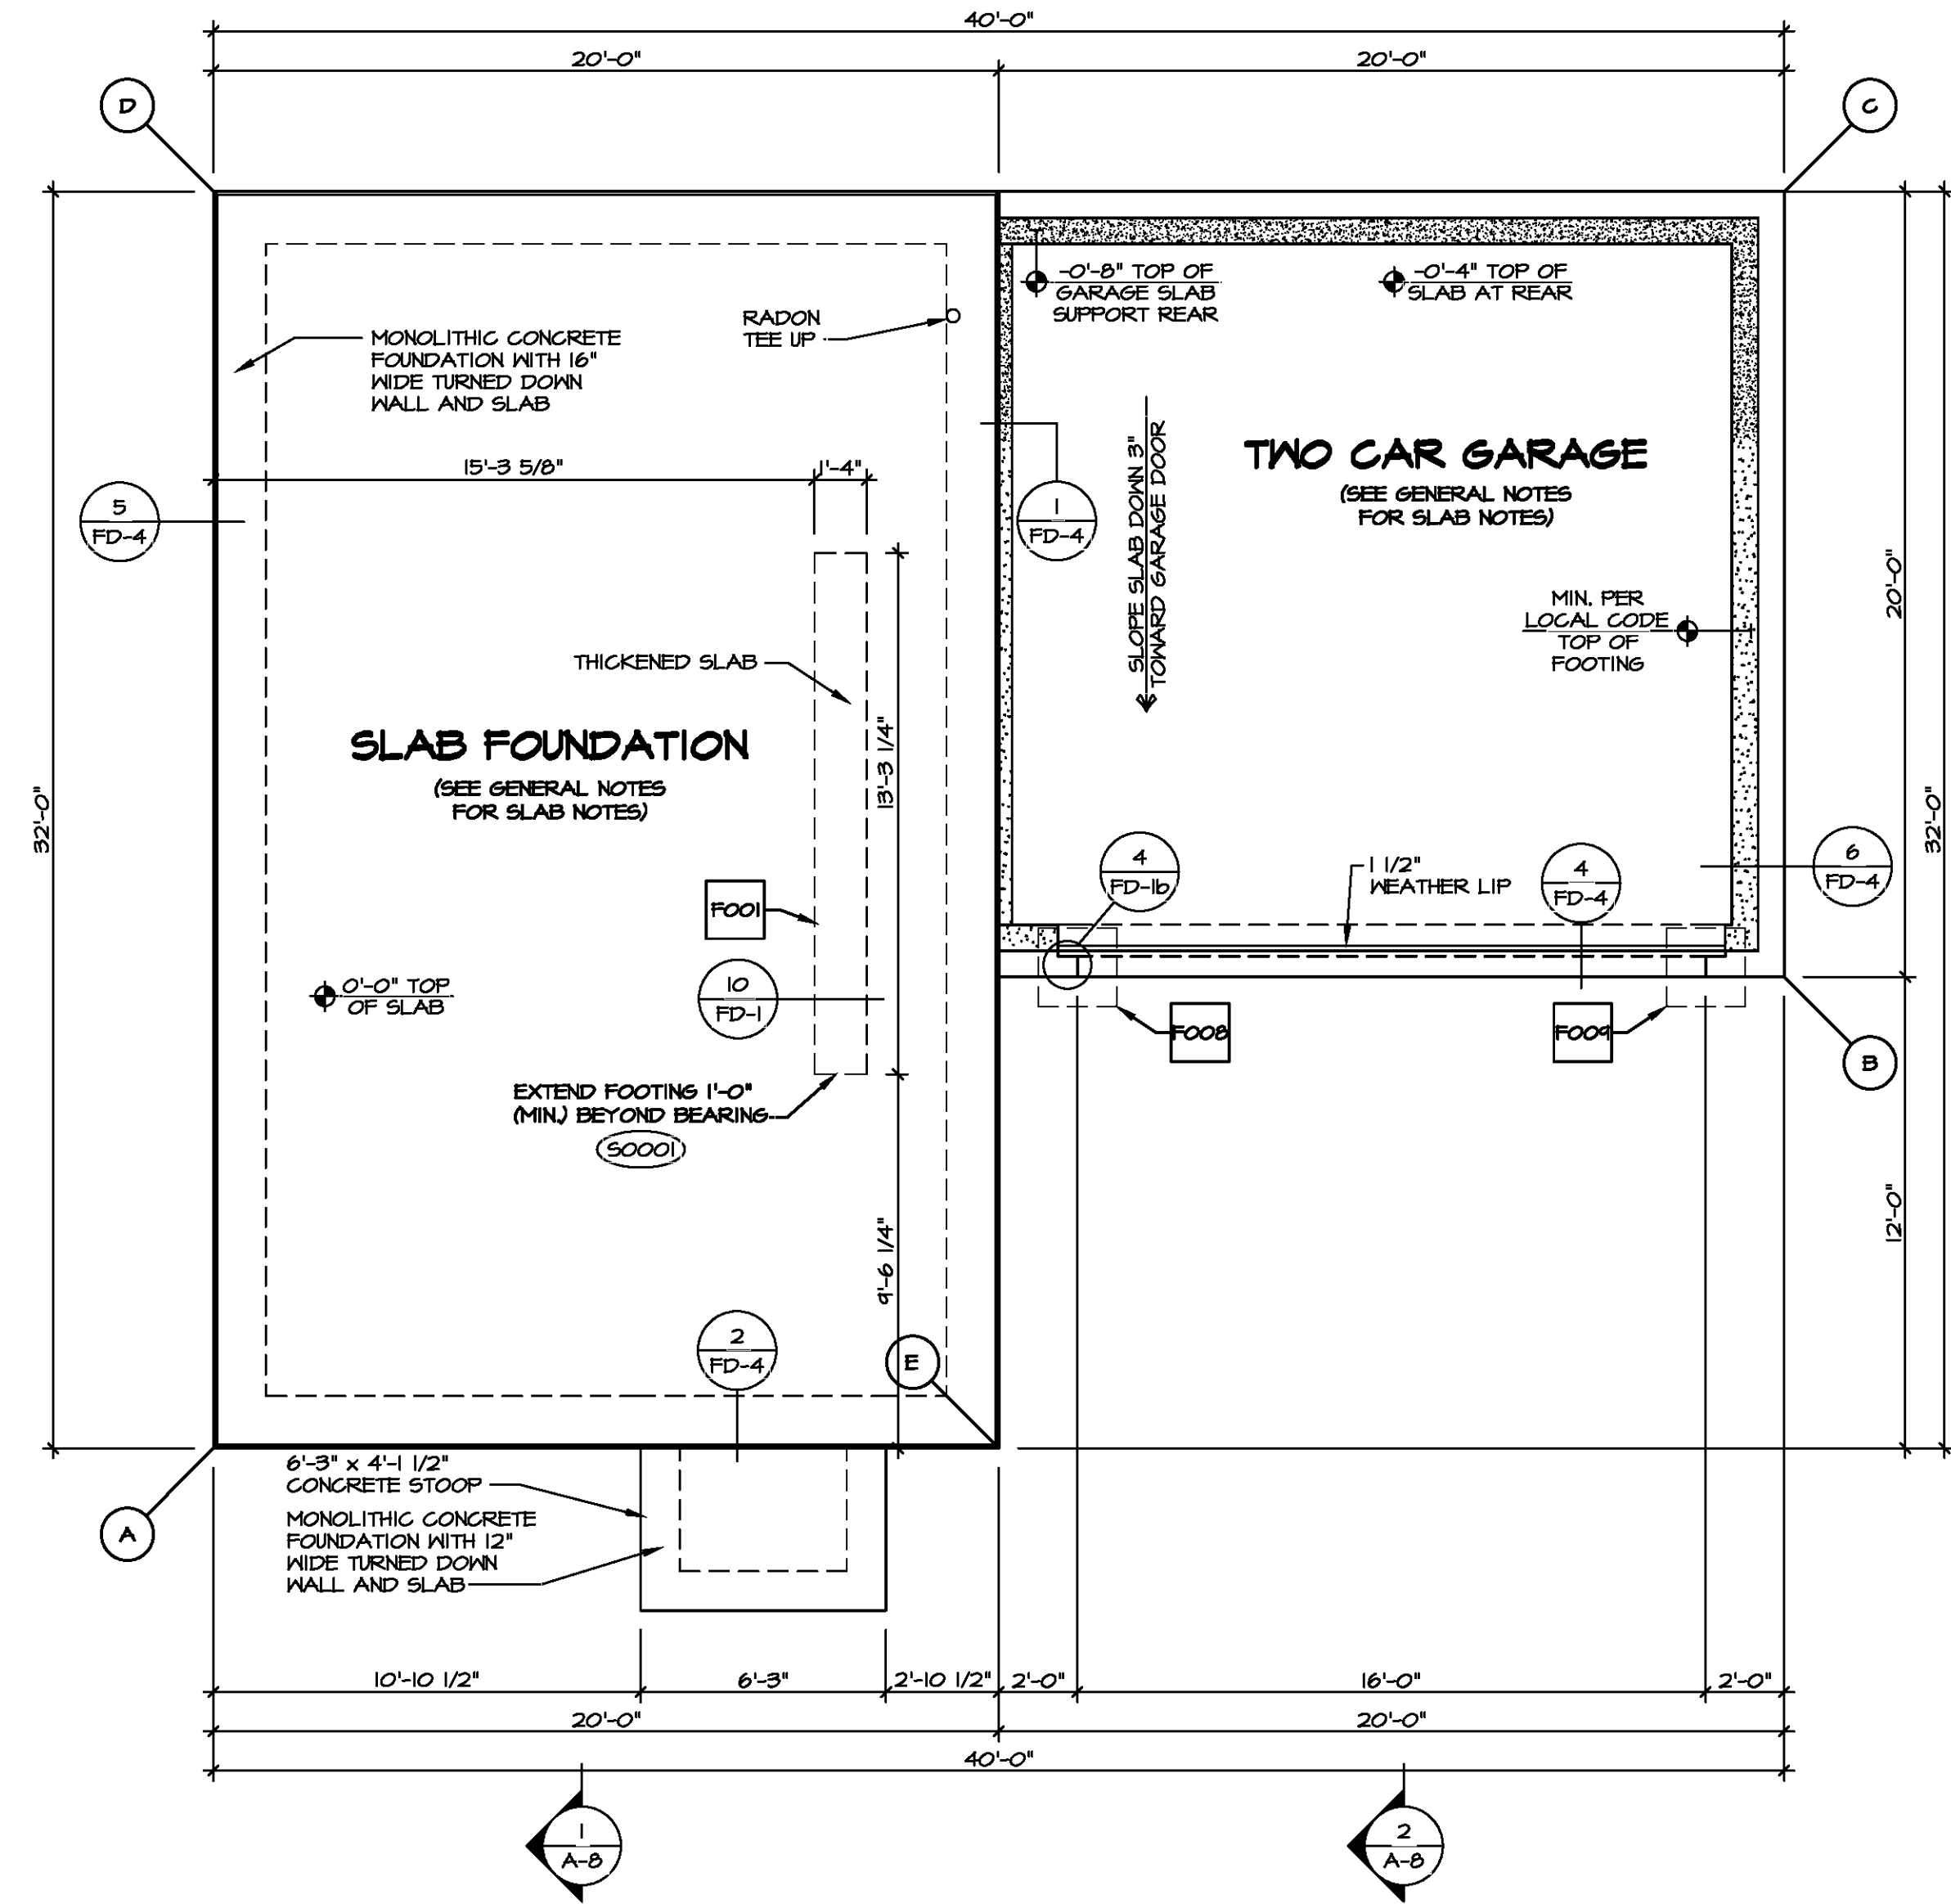 40'-0"
20'-0"
20'-0"
D
C
-0'-8" TOP OF
GARAGE SLAB
SUPPORT REAR
-0'-4" TOP OF
SLAB AT REAR
RADON
TEE UP
MONOLITHIC CONCRETE
FOUNDATION WITH 16"
WIDE TURNED DOWN
WALL AND SLAB
15'-3 5/8"
1'-4"
5
FD-4
1
FD-4
SLOPE SLAB DOWN 3"
TOWARD GARAGE DOOR
TWO CAR GARAGE
(SEE GENERAL NOTES
FOR SLAB NOTES)
20'-0"
MIN. PER
LOCAL CODE
TOP OF
FOOTING
THICKENED SLAB
13'-3 1/4"
SLAB FOUNDATION
(SEE GENERAL NOTES
FOR SLAB NOTES)
32'-0"
32'-0"
4
FD-1b
1 1/2"
WEATHER LIP
4
FD-4
6
FD-4
F001
0'-0" TOP
OF SLAB
10
FD-1
F008
F009
B
EXTEND FOOTING 1'-0"
(MIN.) BEYOND BEARING
S0001
9'-6 1/4"
12'-0"
2
FD-4
E
6'-3" x 4'-1 1/2"
CONCRETE STOOP
MONOLITHIC CONCRETE
FOUNDATION WITH 12"
WIDE TURNED DOWN
WALL AND SLAB
A
10'-10 1/2"
6'-3"
2'-10 1/2"
2'-0"
16'-0"
2'-0"
20'-0"
20'-0"
40'-0"
1
A-8
2
A-8